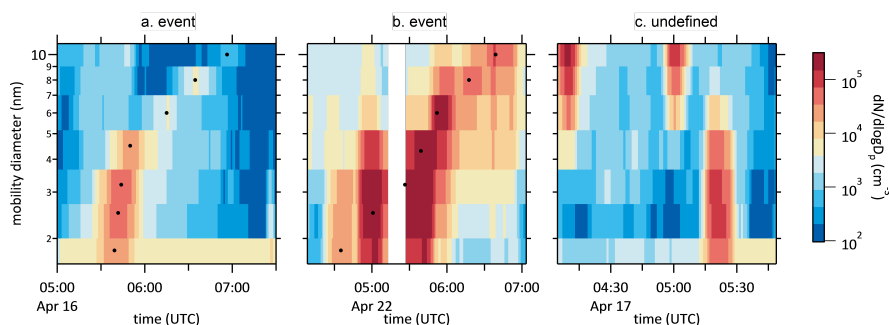 a. event
b. event
c. undefined
mobility diameter (nm)
10
9
8
7
6
5
4
3
2
05:00
06:00
07:00
Apr 16
time (UTC)
05:00
06:00
07:00
Apr 22
time (UTC)
04:30
05:00
05:30
Apr 17
time (UTC)
10^5
10^4
10^3
10^2
dN/dlogD_p (cm^-3)